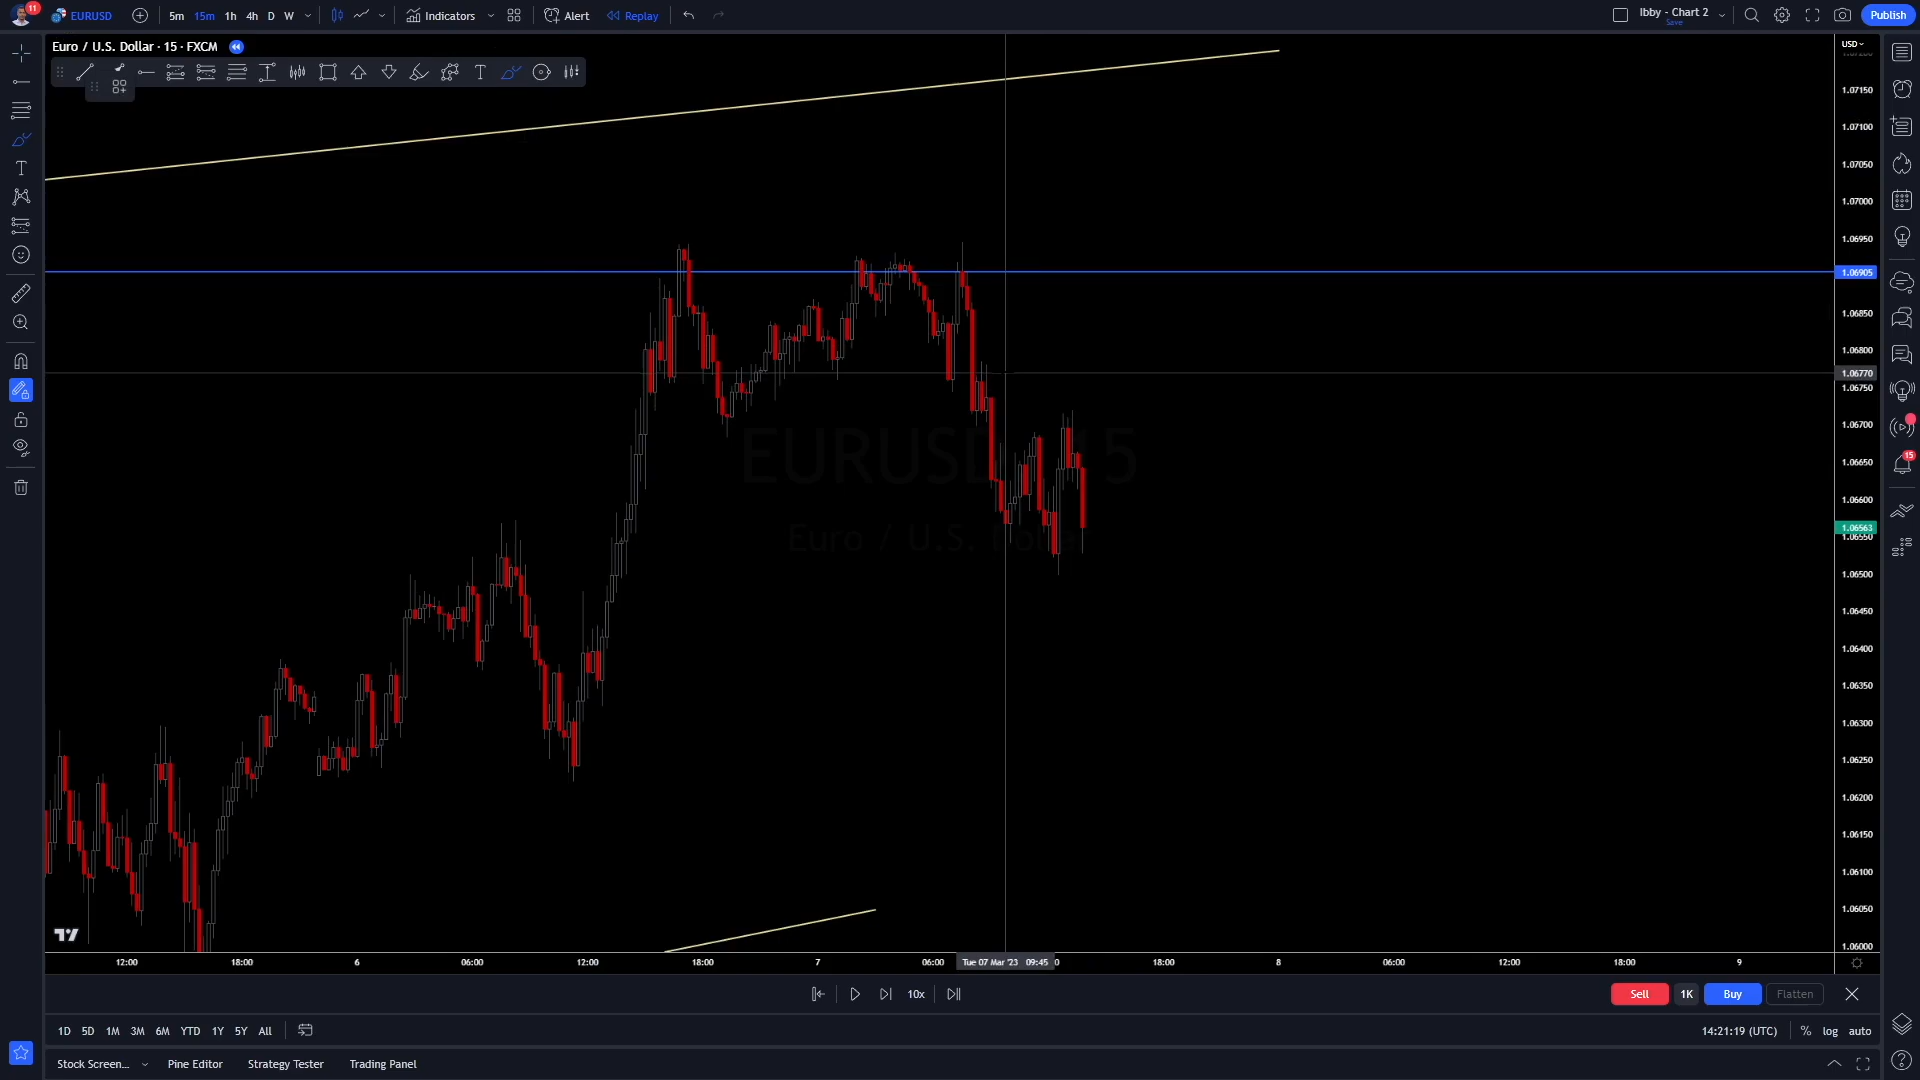 11
EURUSD
5m 15m 1h 4h D W
Indicators
Alert
Replay
Ibby - Chart 2
Save
Publish
Euro / U.S. Dollar · 15 · FXCM
USD
1.07150
1.07100
1.07050
1.07000
1.06950
1.06905
1.06850
1.06800
1.06770
1.06750
1.06700
1.06650
1.06600
1.06563
1.06550
1.06500
1.06450
1.06400
1.06350
1.06300
1.06250
1.06200
1.06150
1.06100
1.06050
1.06000
15
12:00 18:00 6 06:00 12:00 18:00 7 06:00 Tue 07 Mar '23 09:45 18:00 8 06:00 12:00 18:00 9
10x
Sell 1K Buy Flatten
1D 5D 1M 3M 6M YTD 1Y 5Y All
14:21:19 (UTC) % log auto
Stock Screen... Pine Editor Strategy Tester Trading Panel